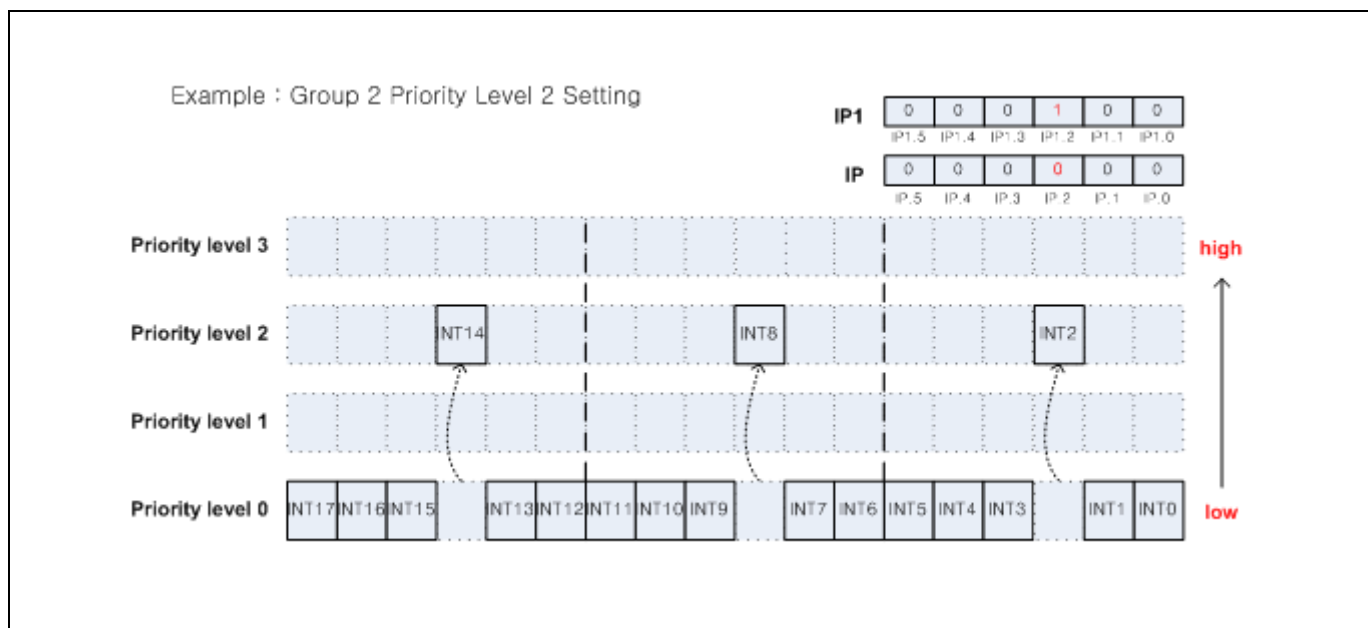 Example : Group 2 Priority Level 2 Setting
IP1 0 0 0 1 0 0
IP1.5 IP1.4 IP1.3 IP1.2 IP1.1 IP1.0
IP 0 0 0 0 0 0
IP.5 IP.4 IP.3 IP.2 IP.1 IP.0
Priority level 3 high
Priority level 2 INT14 INT8 INT2
Priority level 1
Priority level 0 INT17 INT16 INT15 INT13 INT12 INT11 INT10 INT9 INT7 INT6 INT5 INT4 INT3 INT1 INT0 low